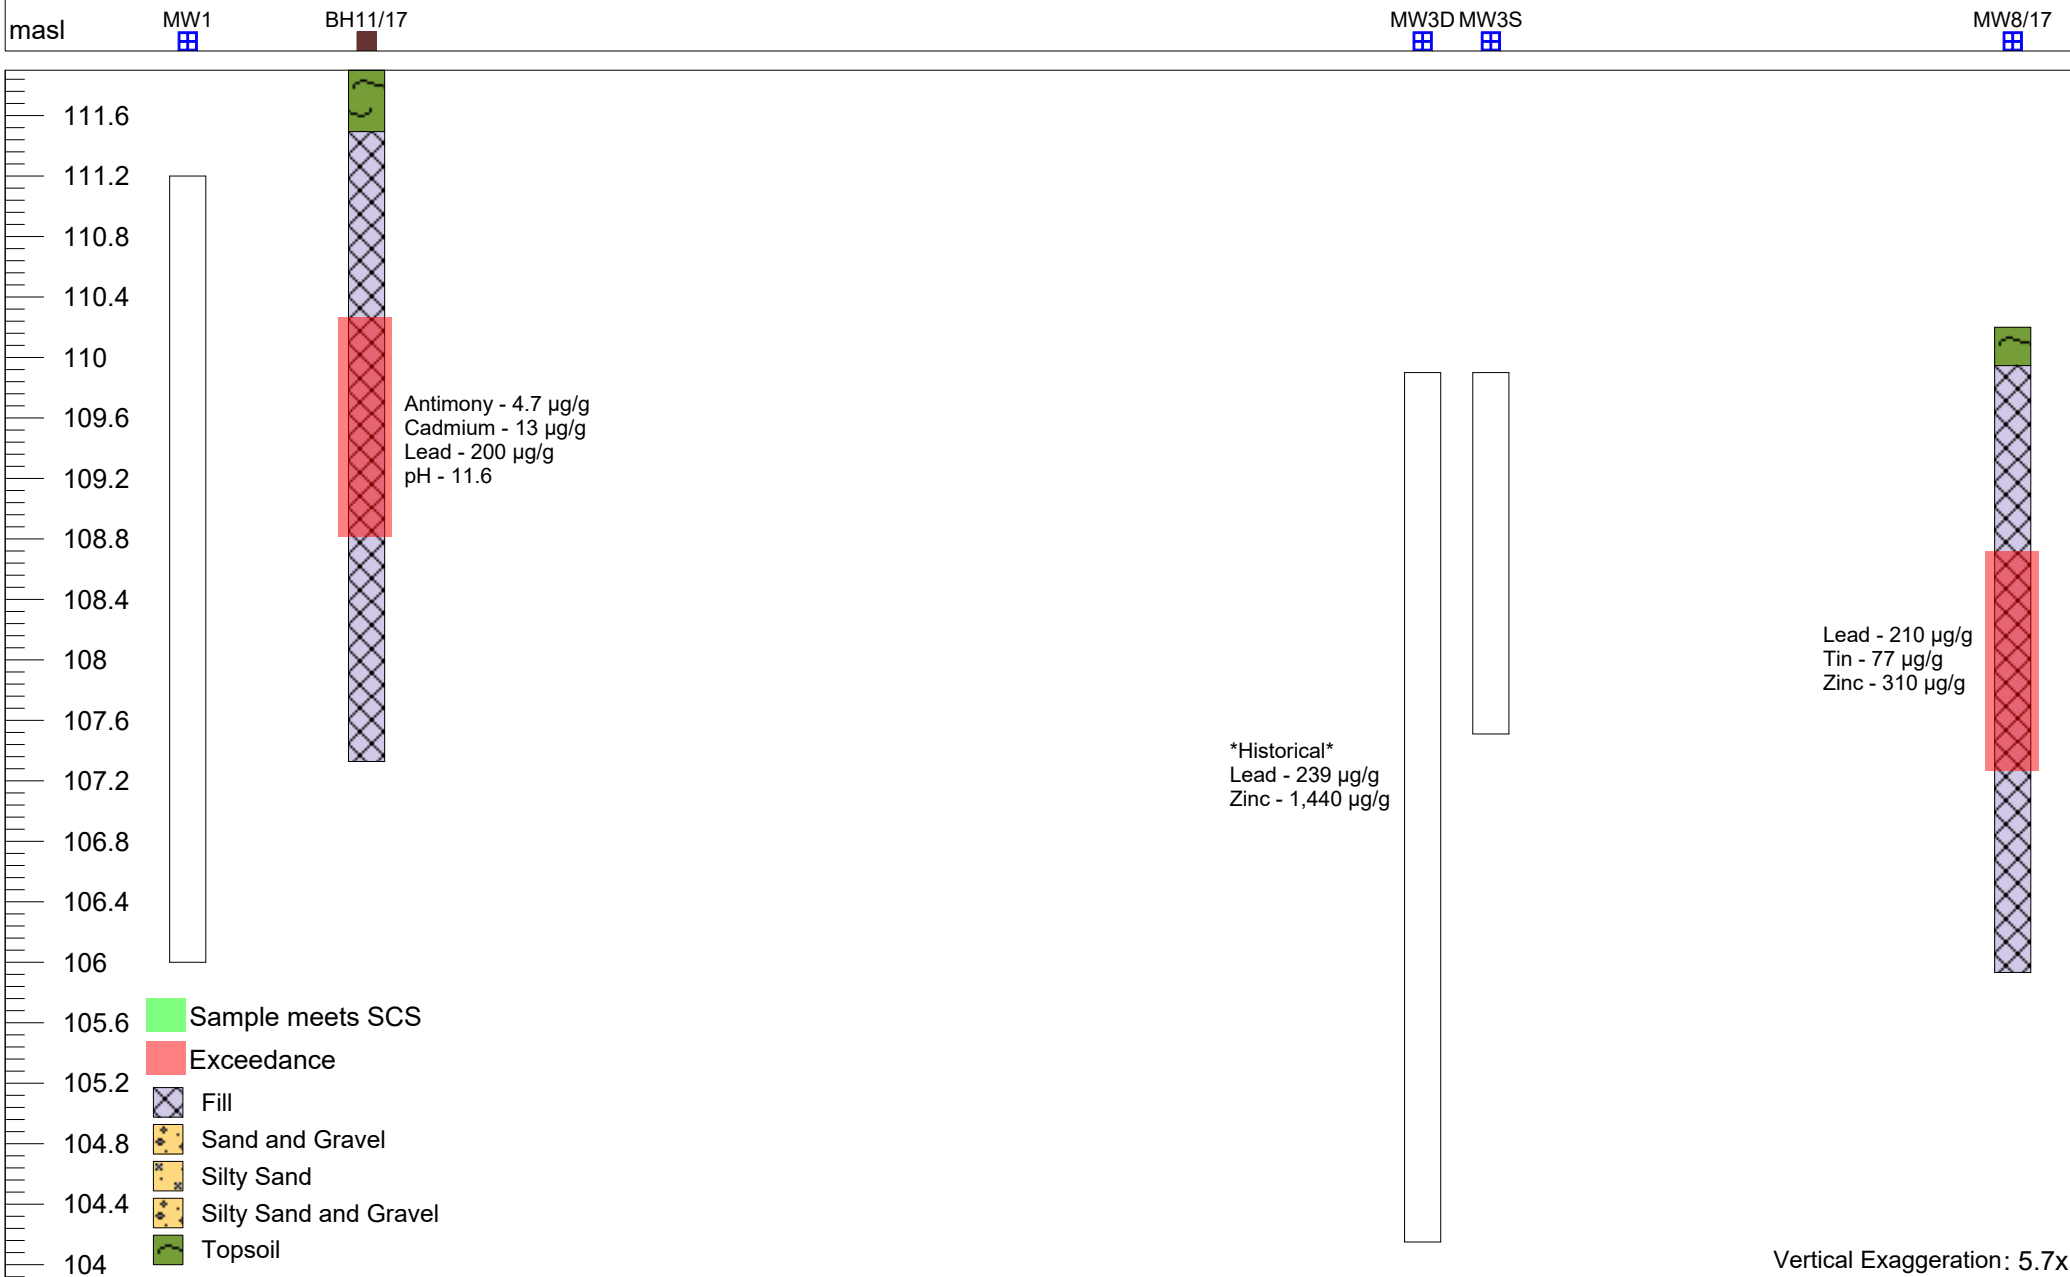 masl
MW1
BH11/17
MW3D
MW3S
MW8/17
111.6
111.2
110.8
110.4
110
109.6
109.2
108.8
108.4
108
107.6
107.2
106.8
106.4
106
105.6
105.2
104.8
104.4
104
Antimony - 4.7 µg/g
Cadmium - 13 µg/g
Lead - 200 µg/g
pH - 11.6
*Historical*
Lead - 239 µg/g
Zinc - 1,440 µg/g
Lead - 210 µg/g
Tin - 77 µg/g
Zinc - 310 µg/g
Sample meets SCS
Exceedance
Fill
Sand and Gravel
Silty Sand
Silty Sand and Gravel
Topsoil
Vertical Exaggeration: 5.7x